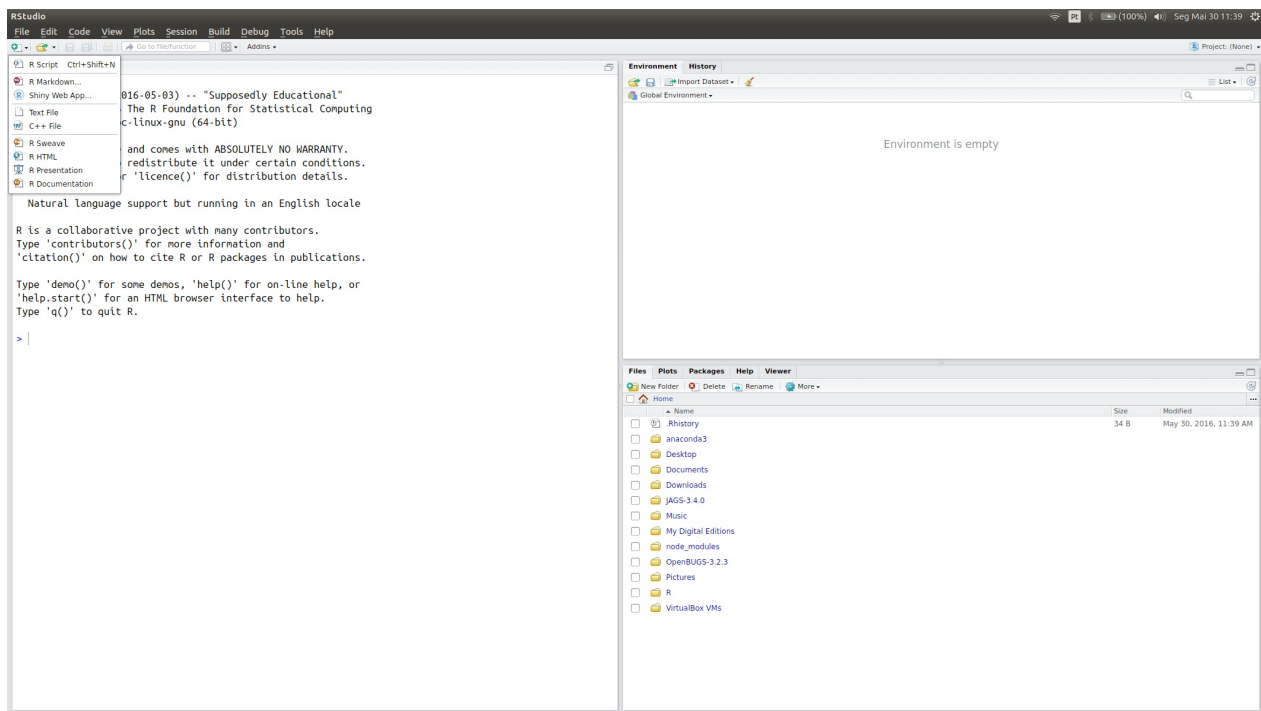 RStudio
Pt (100%) Seg Mai 30 11:39
File Edit Code View Plots Session Build Debug Tools Help
Go to file/function Addins Project: (None)
R Script Ctrl+Shift+N
R Markdown...
Shiny Web App...
Text File
C++ File
R Sweave
R HTML
R Presentation
R Documentation
016-05-03) -- "Supposedly Educational"
The R Foundation for Statistical Computing
c-linux-gnu (64-bit)
and comes with ABSOLUTELY NO WARRANTY.
redistribute it under certain conditions.
r 'licence()' for distribution details.
Natural language support but running in an English locale
R is a collaborative project with many contributors.
Type 'contributors()' for more information and
'citation()' on how to cite R or R packages in publications.
Type 'demo()' for some demos, 'help()' for on-line help, or
'help.start()' for an HTML browser interface to help.
Type 'q()' to quit R.
>
Environment History
Import Dataset List
Global Environment
Environment is empty
Files Plots Packages Help Viewer
New Folder Delete Rename More
Home
Name Size Modified
.Rhistory 34 B May 30, 2016, 11:39 AM
anaconda3
Desktop
Documents
Downloads
JAGS-3.4.0
Music
My Digital Editions
node_modules
OpenBUGS-3.2.3
Pictures
R
VirtualBox VMs